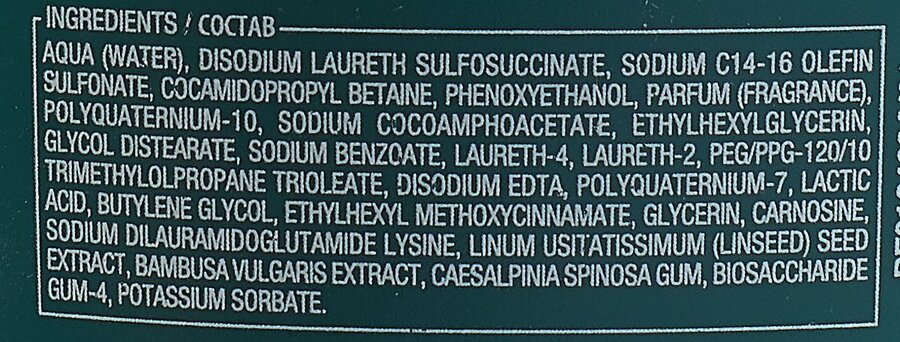 INGREDIENTS / СОСТАВ
AQUA (WATER), DISODIUM LAURETH SULFOSUCCINATE, SODIUM C14-16 OLEFIN
SULFONATE, COCAMIDOPROPYL BETAINE, PHENOXYETHANOL, PARFUM (FRAGRANCE),
POLYQUATERNIUM-10, SODIUM COCOAMPHOACETATE, ETHYLHEXYLGLYCERIN,
GLYCOL DISTEARATE, SODIUM BENZOATE, LAURETH-4, LAURETH-2, PEG/PPG-120/10
TRIMETHYLOLPROPANE TRIOLEATE, DISODIUM EDTA, POLYQUATERNIUM-7, LACTIC
ACID, BUTYLENE GLYCOL, ETHYLHEXYL METHOXYCINNAMATE, GLYCERIN, CARNOSINE,
SODIUM DILAURAMIDOGLUTAMIDE LYSINE, LINUM USITATISSIMUM (LINSEED) SEED
EXTRACT, BAMBUSA VULGARIS EXTRACT, CAESALPINIA SPINOSA GUM, BIOSACCHARIDE
GUM-4, POTASSIUM SORBATE.